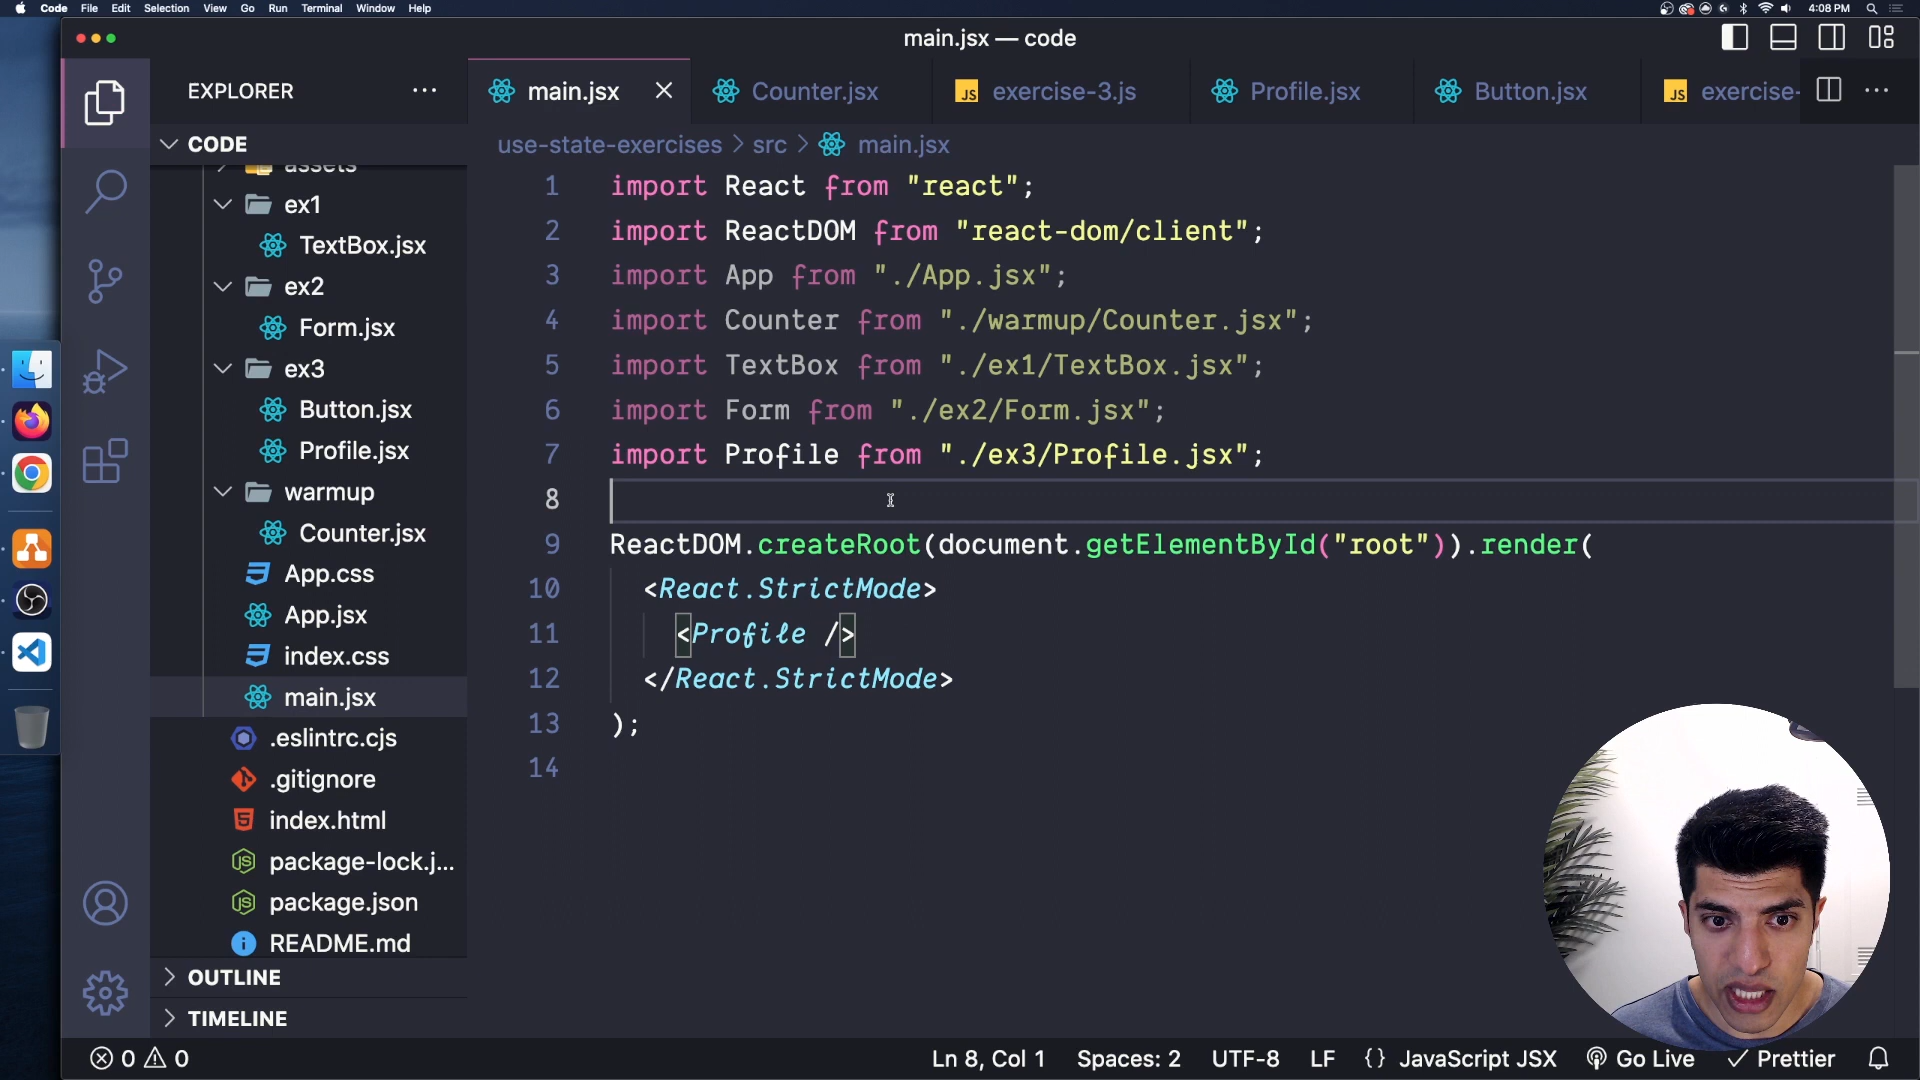 Code File Edit Selection View Go Run Terminal Window Help 4:08 PM
main.jsx — code
EXPLORER
main.jsx
Counter.jsx
JS exercise-3.js
Profile.jsx
Button.jsx
JS exercise-
CODE
use-state-exercises > src > main.jsx
assets
ex1
TextBox.jsx
ex2
Form.jsx
ex3
Button.jsx
Profile.jsx
warmup
Counter.jsx
App.css
App.jsx
index.css
main.jsx
.eslintrc.cjs
.gitignore
index.html
package-lock.j...
package.json
README.md
OUTLINE
TIMELINE
1 import React from "react";
2 import ReactDOM from "react-dom/client";
3 import App from "./App.jsx";
4 import Counter from "./warmup/Counter.jsx";
5 import TextBox from "./ex1/TextBox.jsx";
6 import Form from "./ex2/Form.jsx";
7 import Profile from "./ex3/Profile.jsx";
8
9 ReactDOM.createRoot(document.getElementById("root")).render(
10 <React.StrictMode>
11 <Profile />
12 </React.StrictMode>
13 );
14
0 0
Ln 8, Col 1 Spaces: 2 UTF-8 LF {} JavaScript JSX Go Live Prettier